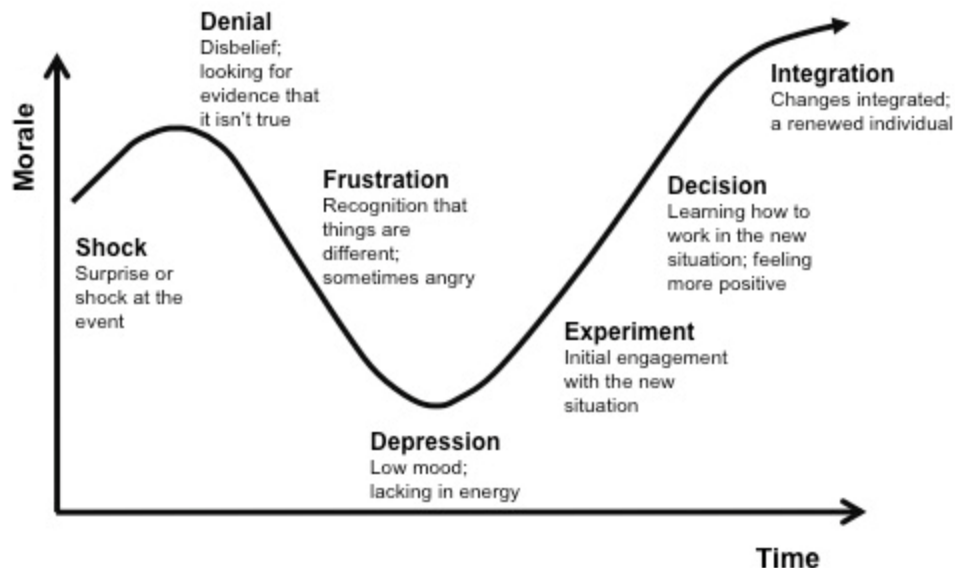 Denial
Disbelief;
looking for
evidence that
it isn't true
Morale
Integration
Changes integrated;
a renewed individual
Frustration
Recognition that
things are
different;
sometimes angry
Decision
Learning how to
work in the new
situation; feeling
more positive
Shock
Surprise or
shock at the
event
Experiment
Initial engagement
with the new
situation
Depression
Low mood;
lacking in energy
Time